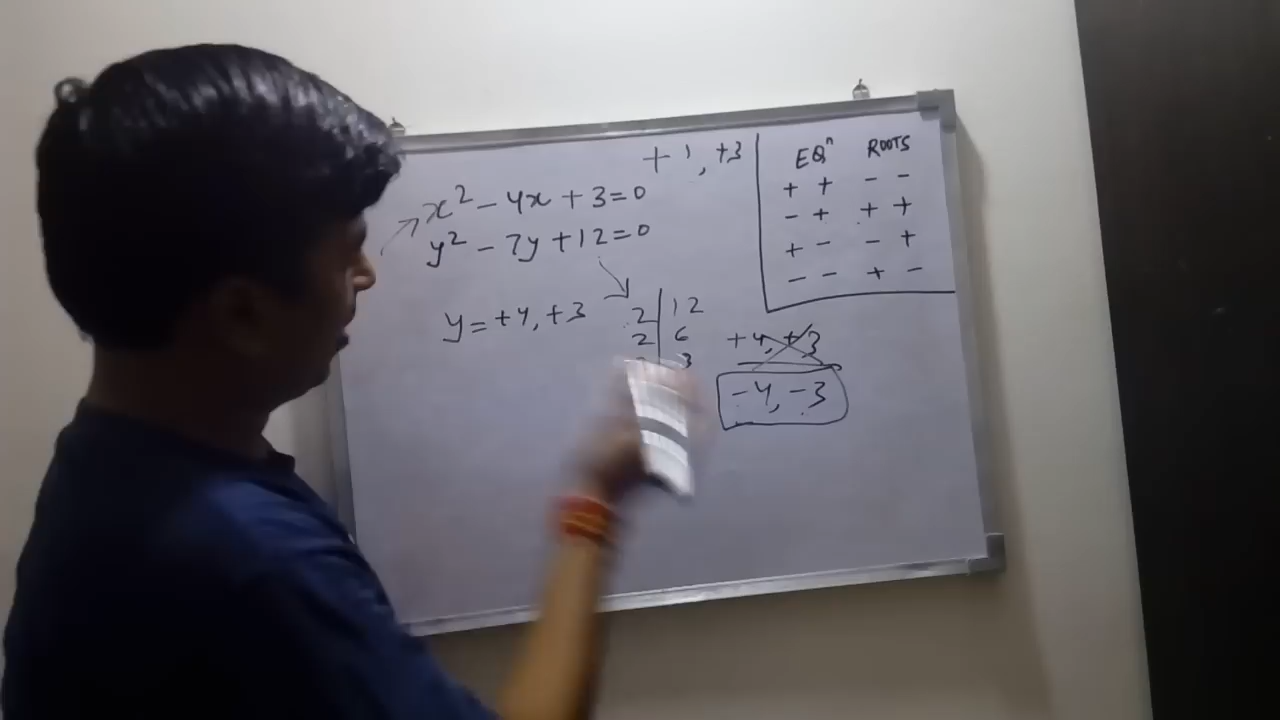 +1, +3
x² - 4x + 3 = 0
y² - 7y + 12 = 0
y = +4, +3
2 | 12
2 | 6
3
+4, +3
-4, -3
EQⁿ ROOTS
+ + - -
- + + +
+ - - +
- - + -